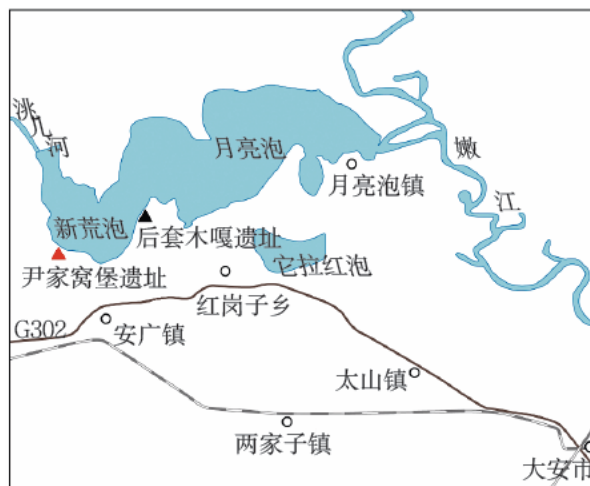 洮儿河
月亮泡
嫩江
月亮泡镇
新荒泡
后套木嘎遗址
尹家窝堡遗址
它拉红泡
红岗子乡
G302
安广镇
太山镇
两家子镇
大安市